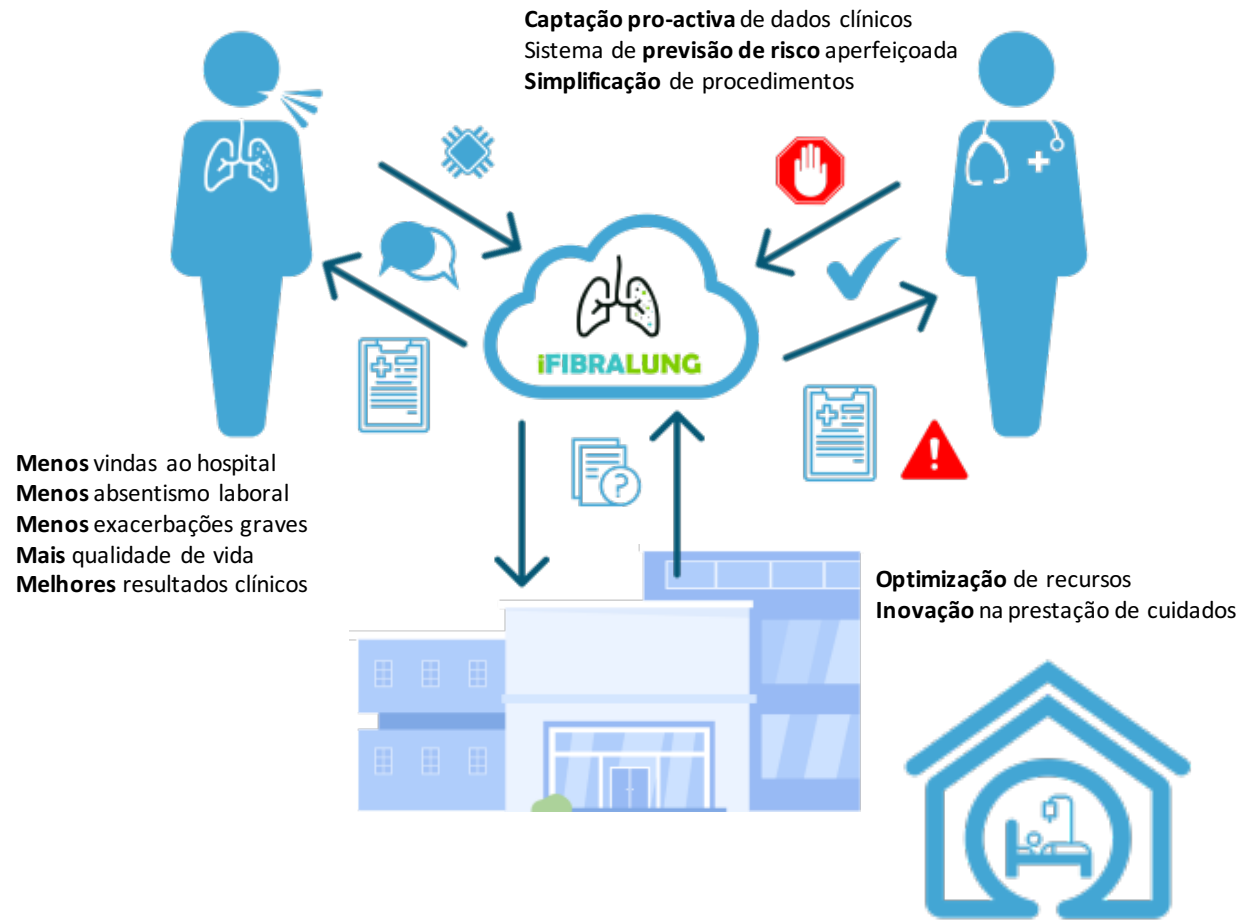 Captação pro-activa de dados clínicos
Sistema de previsão de risco aperfeiçoada
Simplificação de procedimentos
iFIBRALUNG
?
!
Menos vindas ao hospital
Menos absentismo laboral
Menos exacerbações graves
Mais qualidade de vida
Melhores resultados clínicos
Optimização de recursos
Inovação na prestação de cuidados